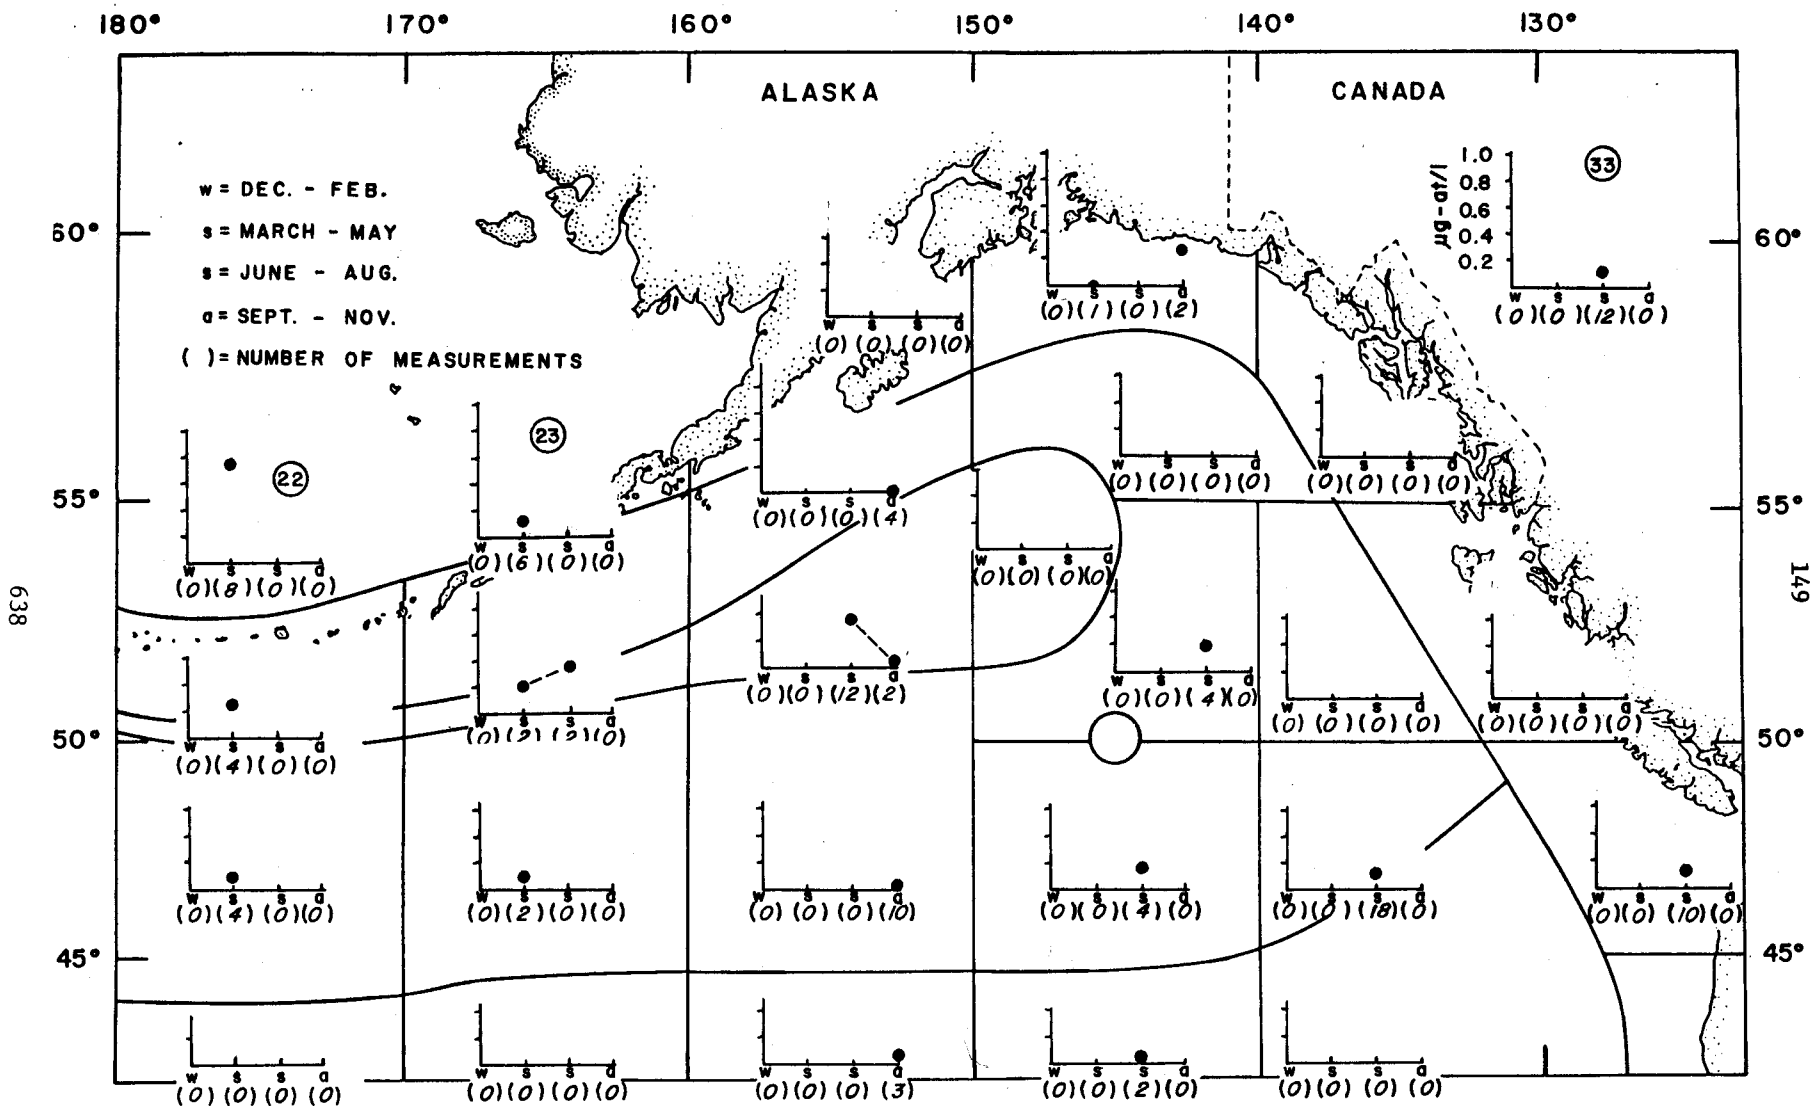 180° 170° 160° 150° 140° 130°
ALASKA CANADA
w = DEC. - FEB.
s = MARCH - MAY
s = JUNE - AUG.
a = SEPT. - NOV.
( ) = NUMBER OF MEASUREMENTS
µg-at/l
1.0
0.8
0.6
0.4
0.2
33
w s s a
(0)(0)(12)(0)
60° 60°
w s s a
(0)(1)(0)(2)
w s s a
(0)(0)(0)(0)
22
w s s a
(0)(8)(0)(0)
23
w s s a
(0)(6)(0)(0)
w s s a
(0)(0)(0)(4)
w s s a
(0)(0)(0)(0)
w s s a
(0)(0)(0)(0)
55° 55°
w s s a
(0)(0)(0)(0)
638
149
w s s a
(0)(4)(0)(0)
w s s a
(0)(2)(2)(0)
w s s a
(0)(0)(12)(2)
w s s a
(0)(0)(4)(0)
w s s a
(0)(0)(0)(0)
w s s a
(0)(0)(0)(0)
50° 50°
w s s a
(0)(4)(0)(0)
w s s a
(0)(2)(0)(0)
w s s a
(0)(0)(0)(10
w s s a
(0)(0)(4)(0)
w s s a
(0)(0)(18)(0)
w s s a
(0)(0)(10)(0)
45° 45°
w s s a
(0)(0)(0)(0)
w s s a
(0)(0)(0)(0)
w s s a
(0)(0)(0)(3)
w s s a
(0)(0)(2)(0)
w s s a
(0)(0)(0)(0)